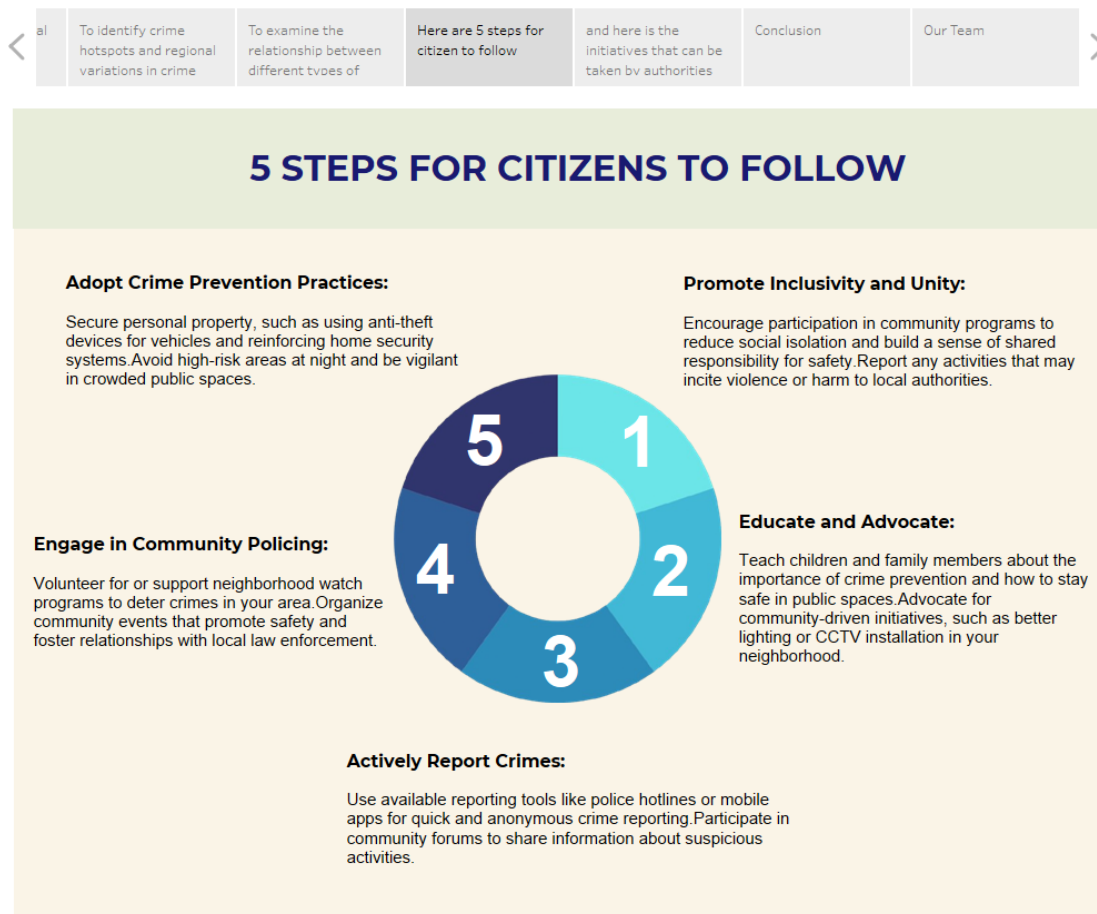 al
To identify crime
hotspots and regional
variations in crime
To examine the
relationship between
different types of
Here are 5 steps for
citizen to follow
and here is the
initiatives that can be
taken by authorities
Conclusion
Our Team
5 STEPS FOR CITIZENS TO FOLLOW
Adopt Crime Prevention Practices:
Secure personal property, such as using anti-theft
devices for vehicles and reinforcing home security
systems.Avoid high-risk areas at night and be vigilant
in crowded public spaces.
Promote Inclusivity and Unity:
Encourage participation in community programs to
reduce social isolation and build a sense of shared
responsibility for safety.Report any activities that may
incite violence or harm to local authorities.
5
1
Engage in Community Policing:
Volunteer for or support neighborhood watch
programs to deter crimes in your area.Organize
community events that promote safety and
foster relationships with local law enforcement.
4
2
3
Educate and Advocate:
Teach children and family members about the
importance of crime prevention and how to stay
safe in public spaces.Advocate for
community-driven initiatives, such as better
lighting or CCTV installation in your
neighborhood.
Actively Report Crimes:
Use available reporting tools like police hotlines or mobile
apps for quick and anonymous crime reporting.Participate in
community forums to share information about suspicious
activities.